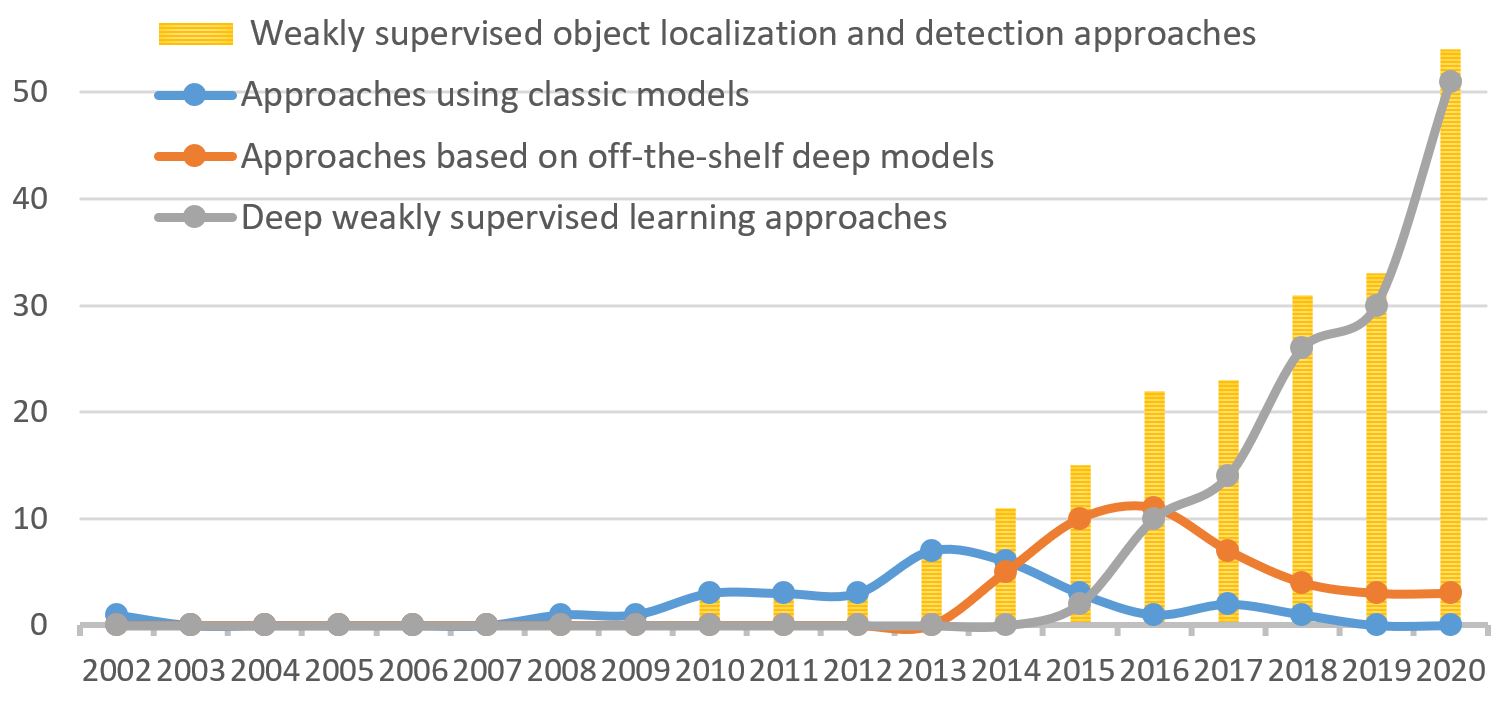 Weakly supervised object localization and detection approaches
50
Approaches using classic models
Approaches based on off-the-shelf deep models
40
Deep weakly supervised learning approaches
30
20
10
0
2002 2003 2004 2005 2006 2007 2008 2009 2010 2011 2012 2013 2014 2015 2016 2017 2018 2019 2020